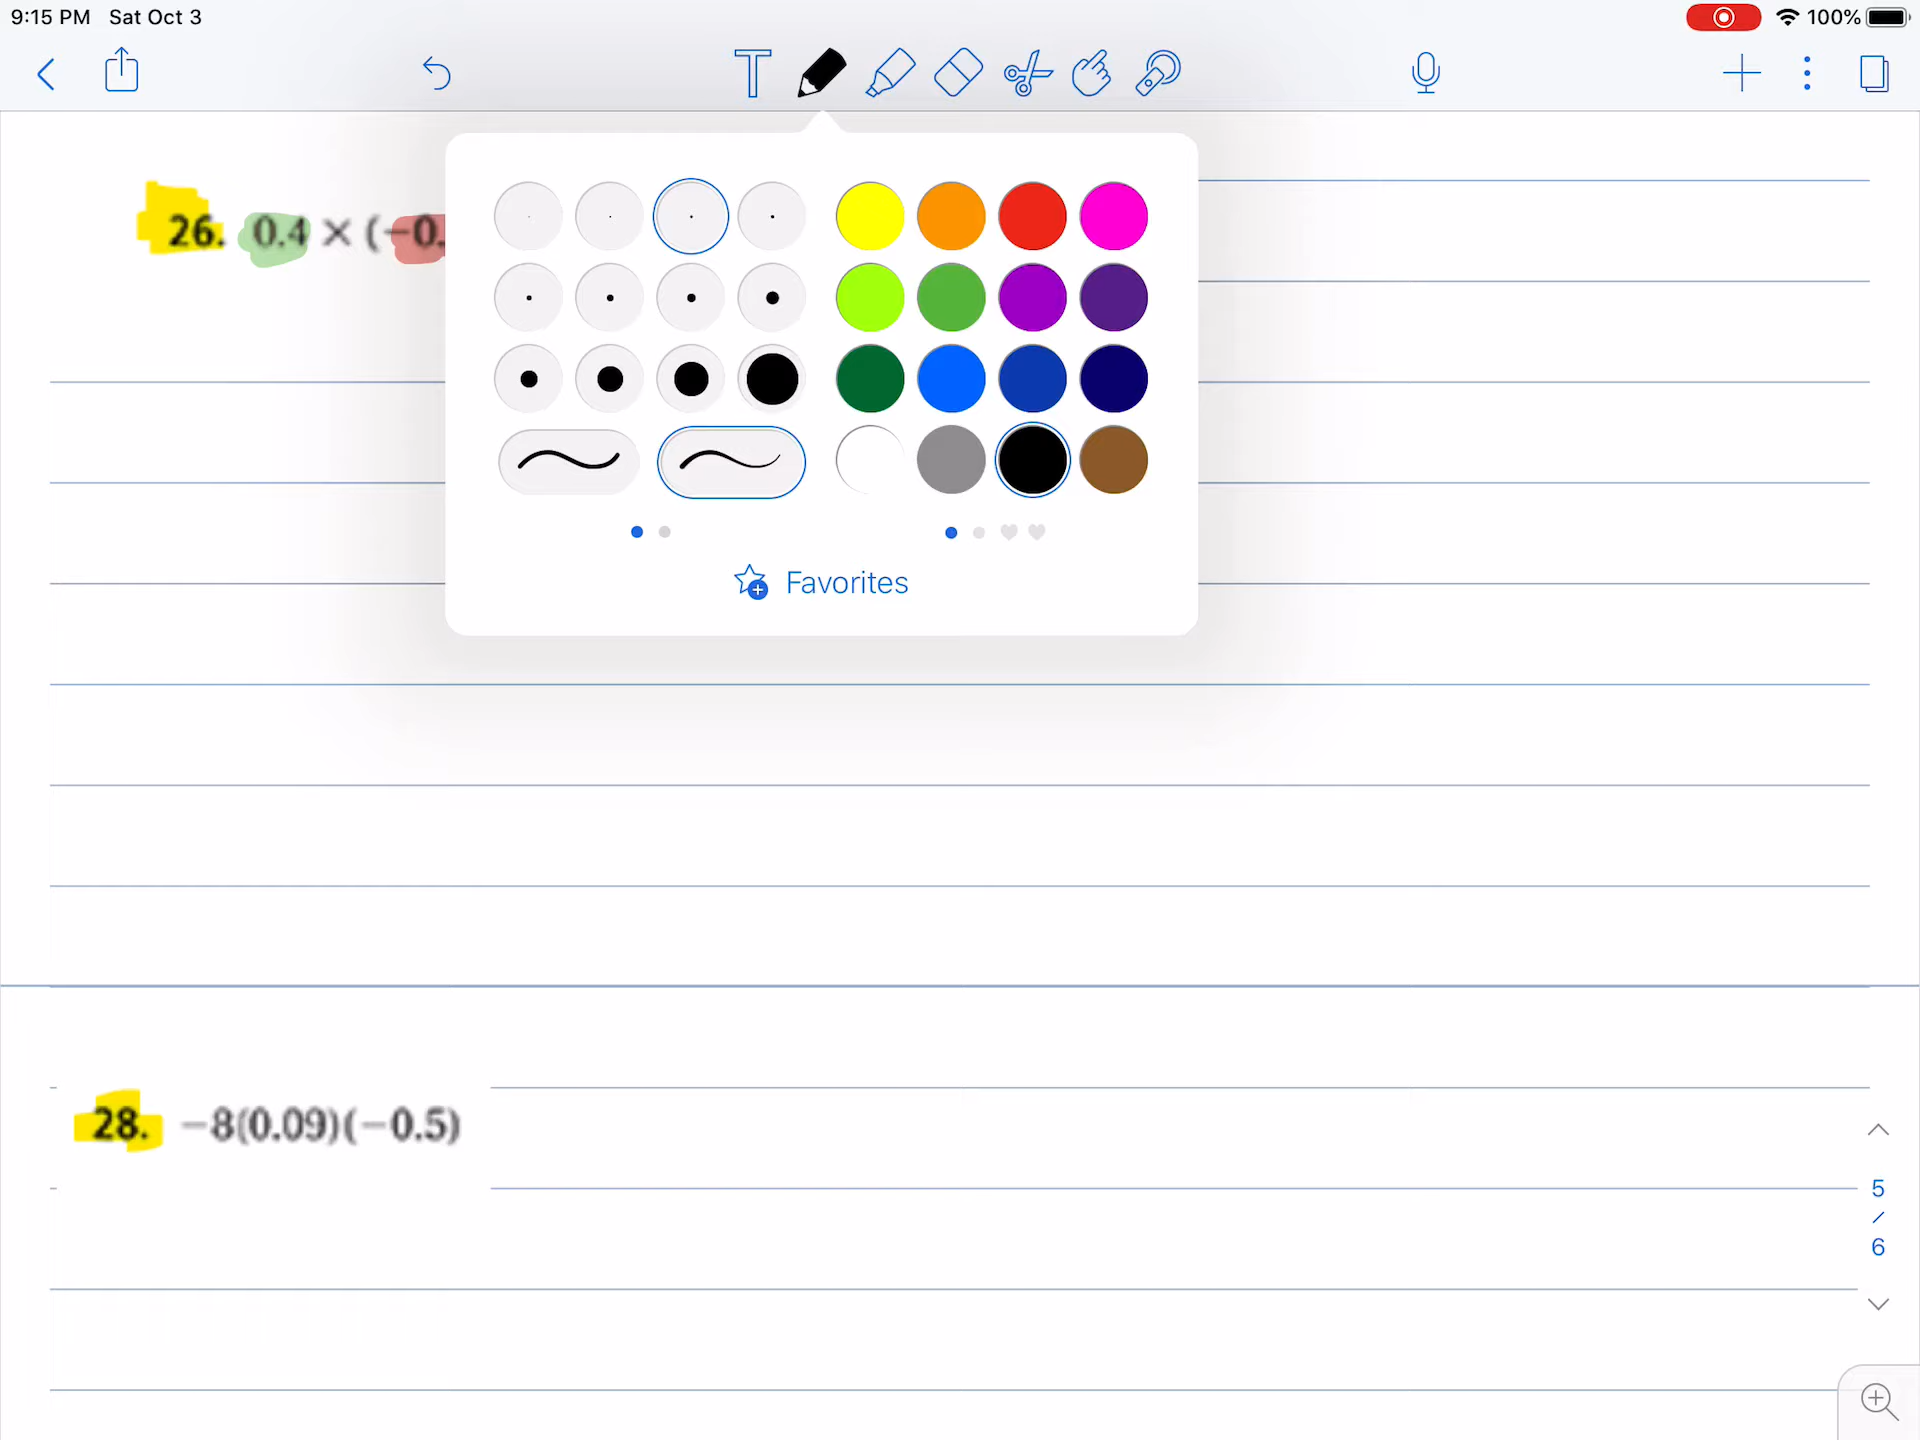 9:15 PM Sat Oct 3
100%
T
26. 0.4 × (−0.
Favorites
28. −8(0.09)(−0.5)
5
/
6